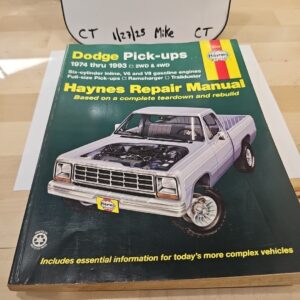 CT 1/27/25 Mike CT
Haynes
Dodge Pick-ups
1974 thru 1993 □ 2WD & 4WD
Six-cylinder inline, V6 and V8 gasoline engines
Full-size Pick-ups □ Ramcharger □ Trailduster
Haynes Repair Manual
Based on a complete teardown and rebuild
Includes essential information for today's more complex vehicles